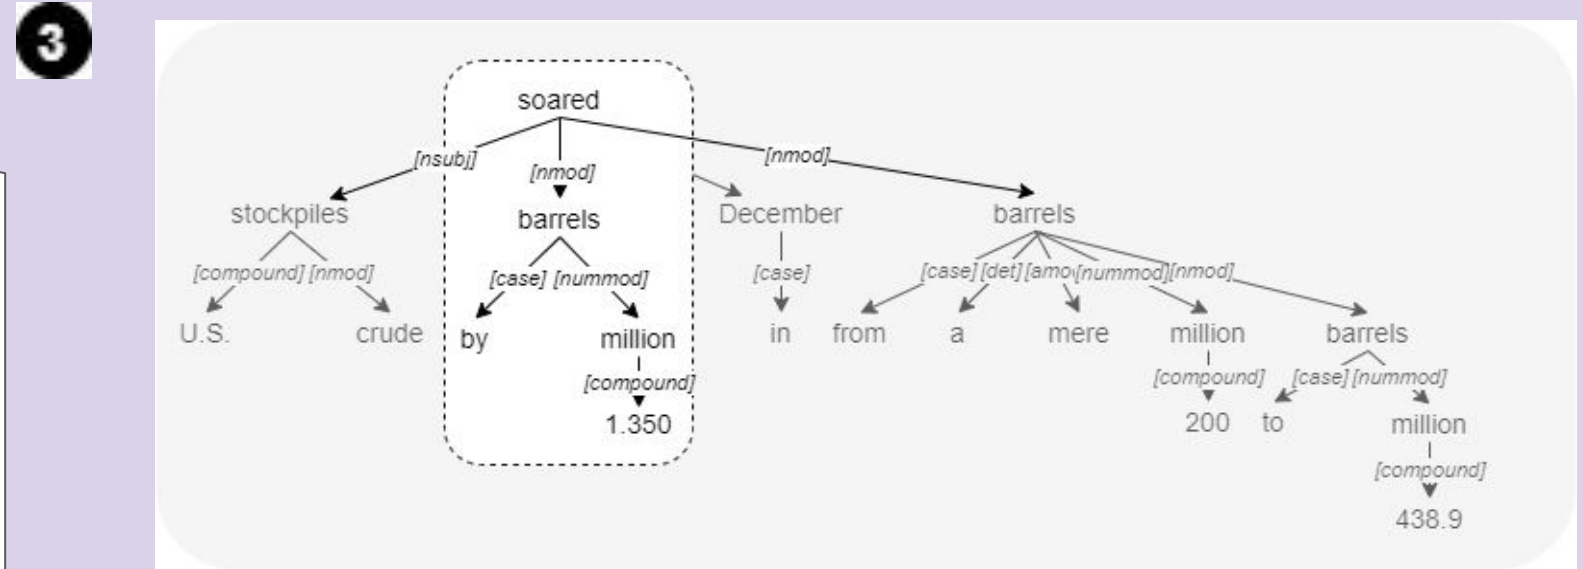 3
soared
[nsubj] [nmod] [nmod]
stockpiles barrels December barrels
[compound] [nmod] [case] [nummod] [case] [case] [det] [amo [nummod] [nmod]
U.S. crude by million in from a mere million barrels
[compound] [compound] [case] [nummod]
1.350 200 to million
[compound]
438.9